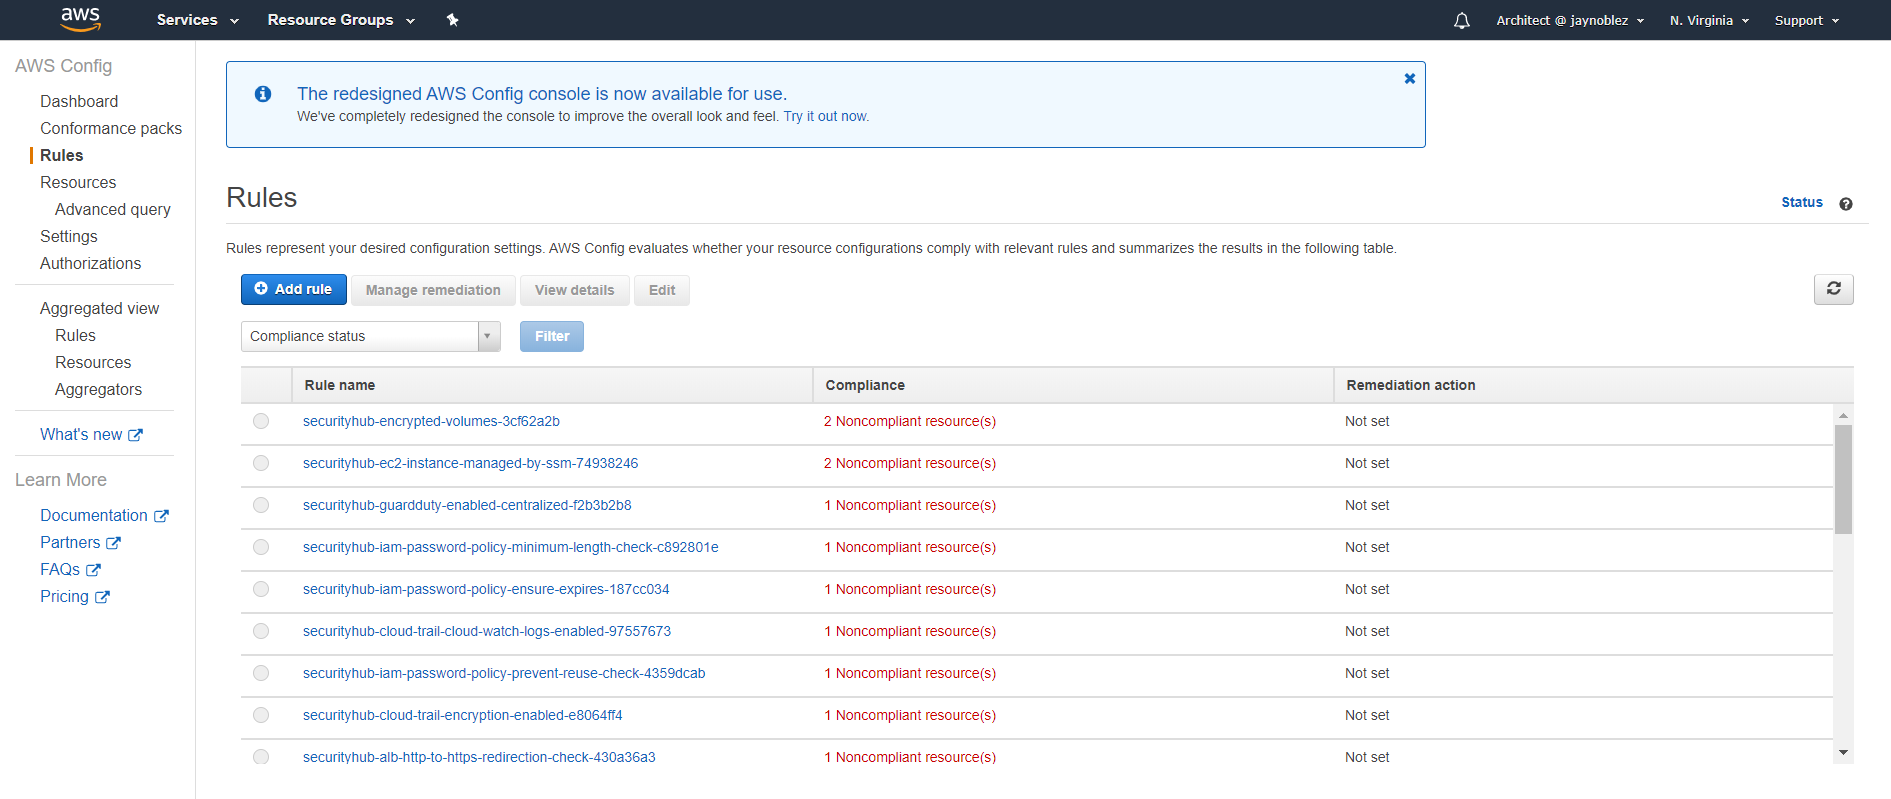 aws Services Resource Groups Architect @ jaynoblez N. Virginia Support
AWS Config
Dashboard
Conformance packs
Rules
Resources
Advanced query
Settings
Authorizations
Aggregated view
Rules
Resources
Aggregators
What's new
Learn More
Documentation
Partners
FAQs
Pricing
The redesigned AWS Config console is now available for use.
We've completely redesigned the console to improve the overall look and feel. Try it out now.
Rules
Status
Rules represent your desired configuration settings. AWS Config evaluates whether your resource configurations comply with relevant rules and summarizes the results in the following table.
Add rule Manage remediation View details Edit
Compliance status Filter
Rule name Compliance Remediation action
securityhub-encrypted-volumes-3cf62a2b 2 Noncompliant resource(s) Not set
securityhub-ec2-instance-managed-by-ssm-74938246 2 Noncompliant resource(s) Not set
securityhub-guardduty-enabled-centralized-f2b3b2b8 1 Noncompliant resource(s) Not set
securityhub-iam-password-policy-minimum-length-check-c892801e 1 Noncompliant resource(s) Not set
securityhub-iam-password-policy-ensure-expires-187cc034 1 Noncompliant resource(s) Not set
securityhub-cloud-trail-cloud-watch-logs-enabled-97557673 1 Noncompliant resource(s) Not set
securityhub-iam-password-policy-prevent-reuse-check-4359dcab 1 Noncompliant resource(s) Not set
securityhub-cloud-trail-encryption-enabled-e8064ff4 1 Noncompliant resource(s) Not set
securityhub-alb-http-to-https-redirection-check-430a36a3 1 Noncompliant resource(s) Not set